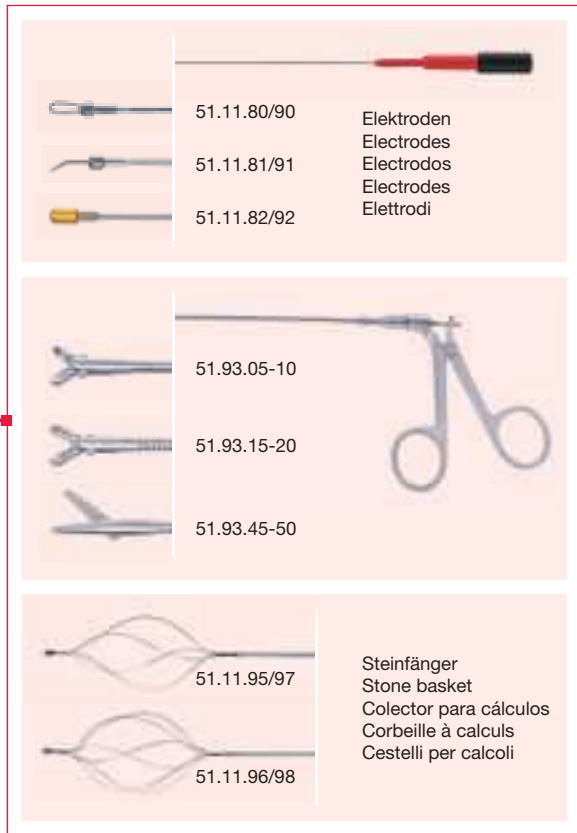 51.11.80/90
51.11.81/91
51.11.82/92
Elektroden
Electrodes
Electrodos
Electrodes
Elettrodi
51.93.05-10
51.93.15-20
51.93.45-50
51.11.95/97
51.11.96/98
Steinfänger
Stone basket
Colector para cálculos
Corbeille à calculs
Cestelli per calcoli